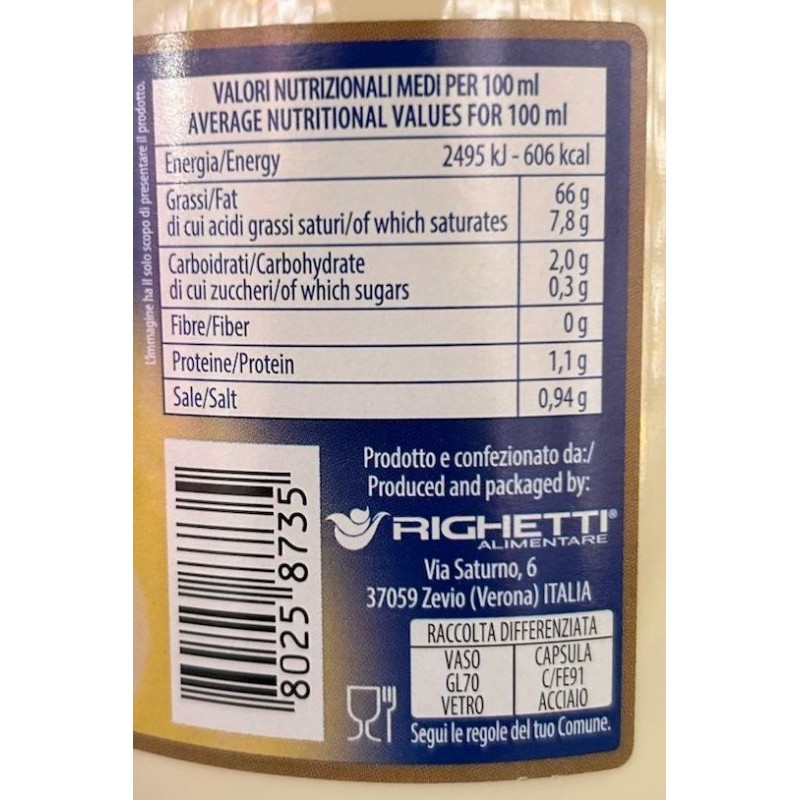 L'immagine ha il solo scopo di presentare il prodotto.
VALORI NUTRIZIONALI MEDI PER 100 ml
AVERAGE NUTRITIONAL VALUES FOR 100 ml
Energia/Energy 2495 kJ - 606 kcal
Grassi/Fat 66 g
di cui acidi grassi saturi/of which saturates 7,8 g
Carboidrati/Carbohydrate 2,0 g
di cui zuccheri/of which sugars 0,3 g
Fibre/Fiber 0 g
Proteine/Protein 1,1 g
Sale/Salt 0,94 g
8025 8735
Prodotto e confezionato da:/
Produced and packaged by:
RIGHETTI®
ALIMENTARE
Via Saturno, 6
37059 Zevio (Verona) ITALIA
RACCOLTA DIFFERENZIATA
VASO CAPSULA
GL70 C/FE91
VETRO ACCIAIO
Segui le regole del tuo Comune.